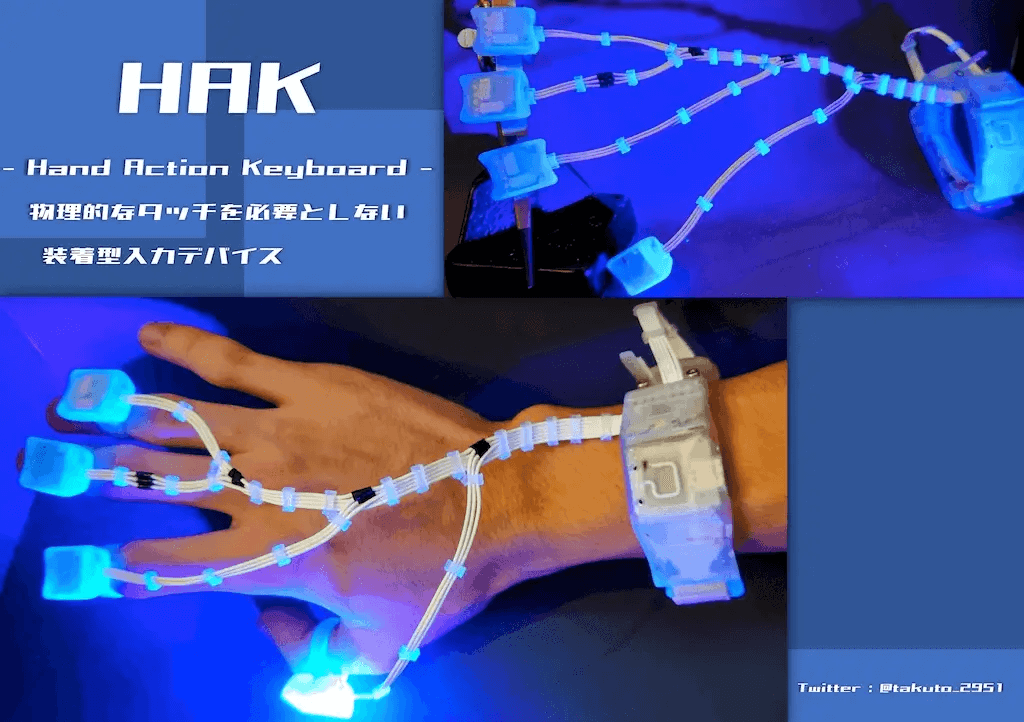 HAK
- Hand Action Keyboard -
物理的なタッチを必要としない
装着型入力デバイス
Twitter : @takuto_2951